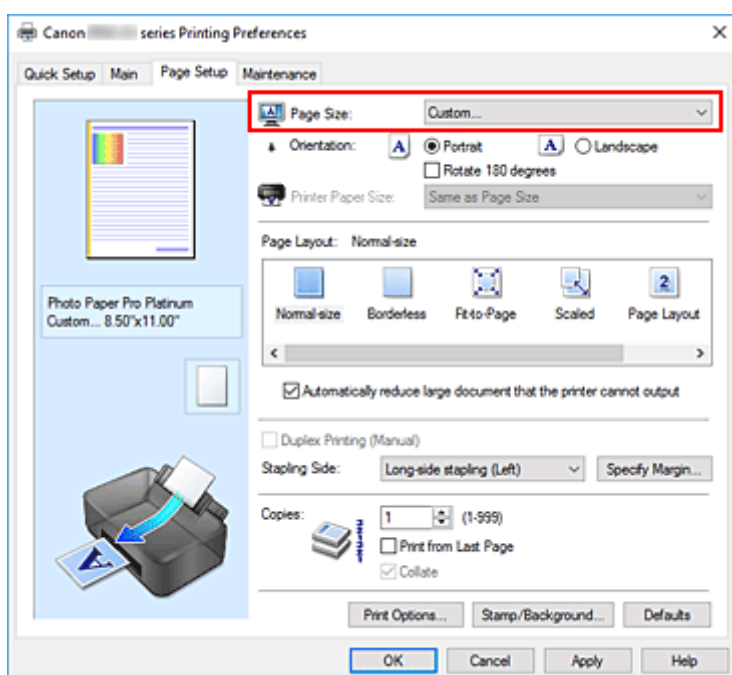 Canon series Printing Preferences
Quick Setup Main Page Setup Maintenance
Page Size: Custom...
Orientation: A Portrait A Landscape
Rotate 180 degrees
Printer Paper Size: Same as Page Size
Page Layout: Normal-size
2
Normal-size Borderless Fit-to-Page Scaled Page Layout
Photo Paper Pro Platinum
Custom... 8.50"x11.00"
Automatically reduce large document that the printer cannot output
Duplex Printing (Manual)
Stapling Side: Long-side stapling (Left) Specify Margin...
Copies: 1 (1-999)
Print from Last Page
Collate
A
Print Options... Stamp/Background... Defaults
OK Cancel Apply Help